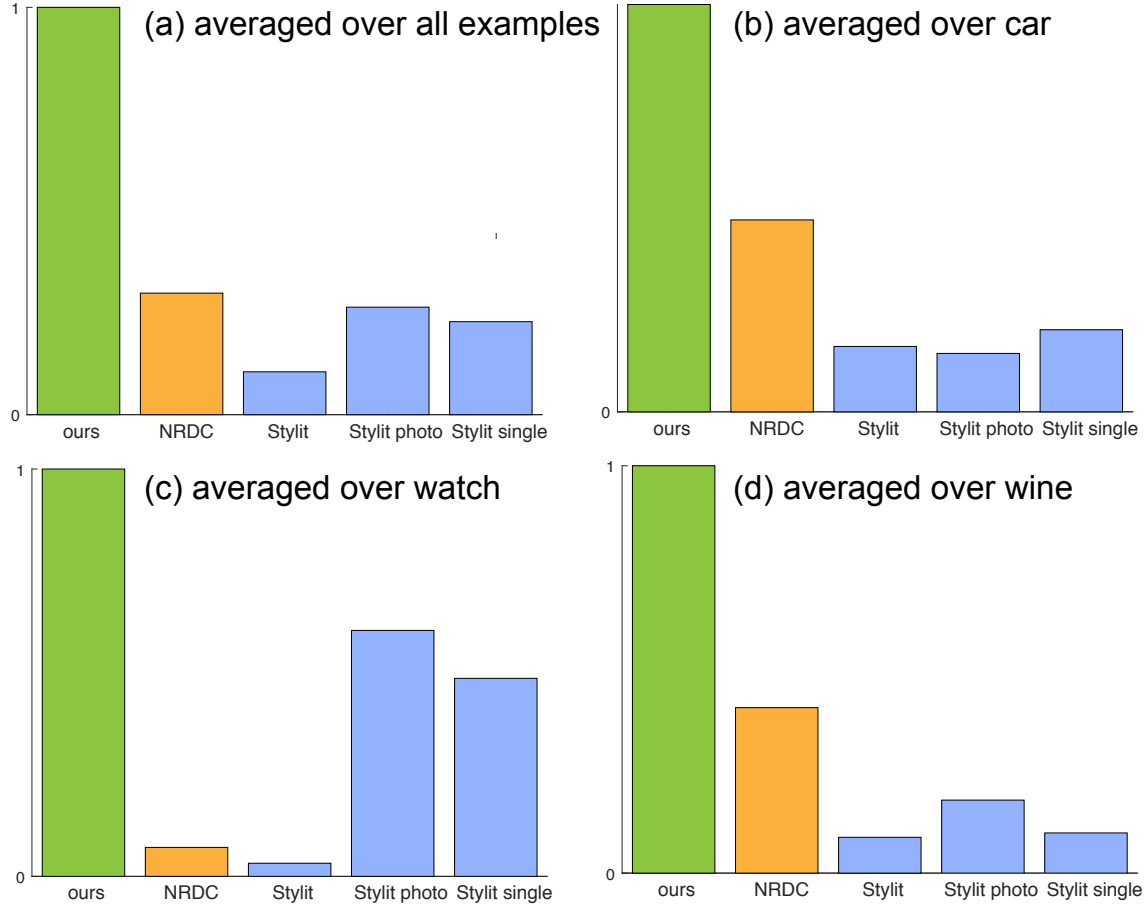 1
(a) averaged over all examples
0
ours NRDC Stylit Stylit photo Stylit single
(b) averaged over car
0
ours NRDC Stylit Stylit photo Stylit single
1
(c) averaged over watch
0
ours NRDC Stylit Stylit photo Stylit single
1
(d) averaged over wine
0
ours NRDC Stylit Stylit photo Stylit single